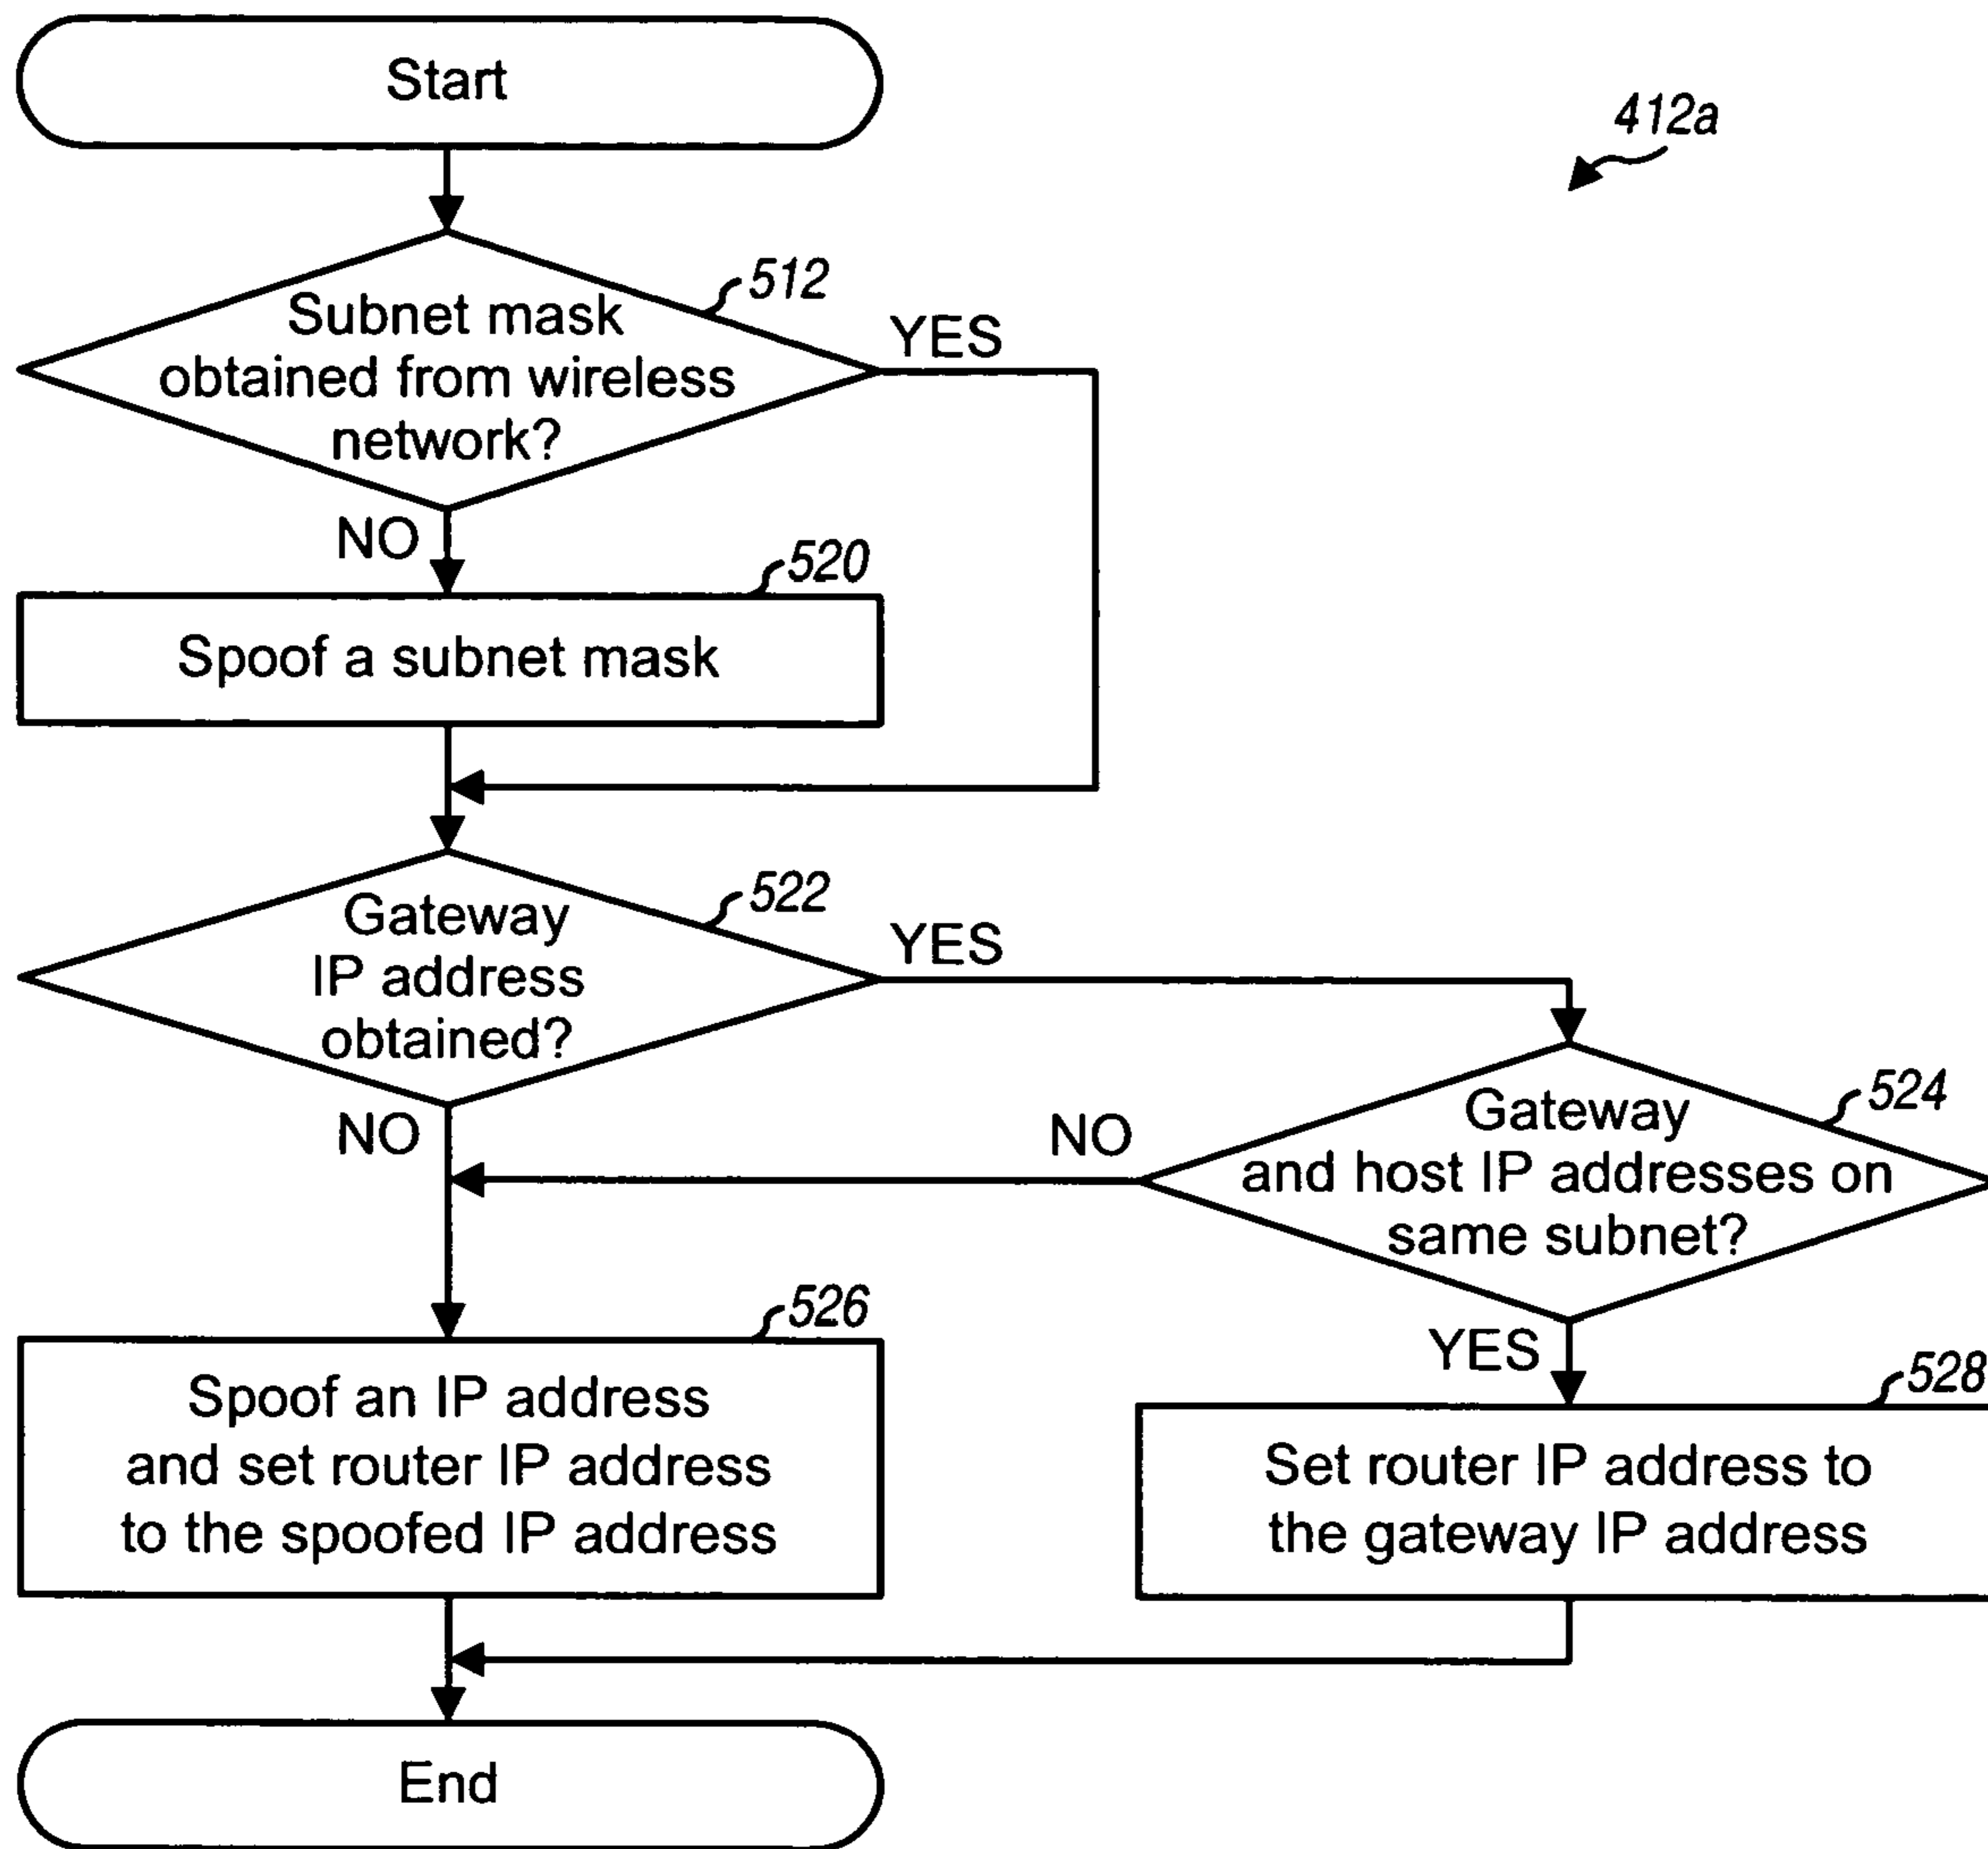 Start
412a
512
Subnet mask
obtained from wireless
network?
YES
NO
520
Spoof a subnet mask
522
Gateway
IP address
obtained?
YES
NO
524
Gateway
and host IP addresses on
same subnet?
NO
YES
526
Spoof an IP address
and set router IP address
to the spoofed IP address
528
Set router IP address to
the gateway IP address
End